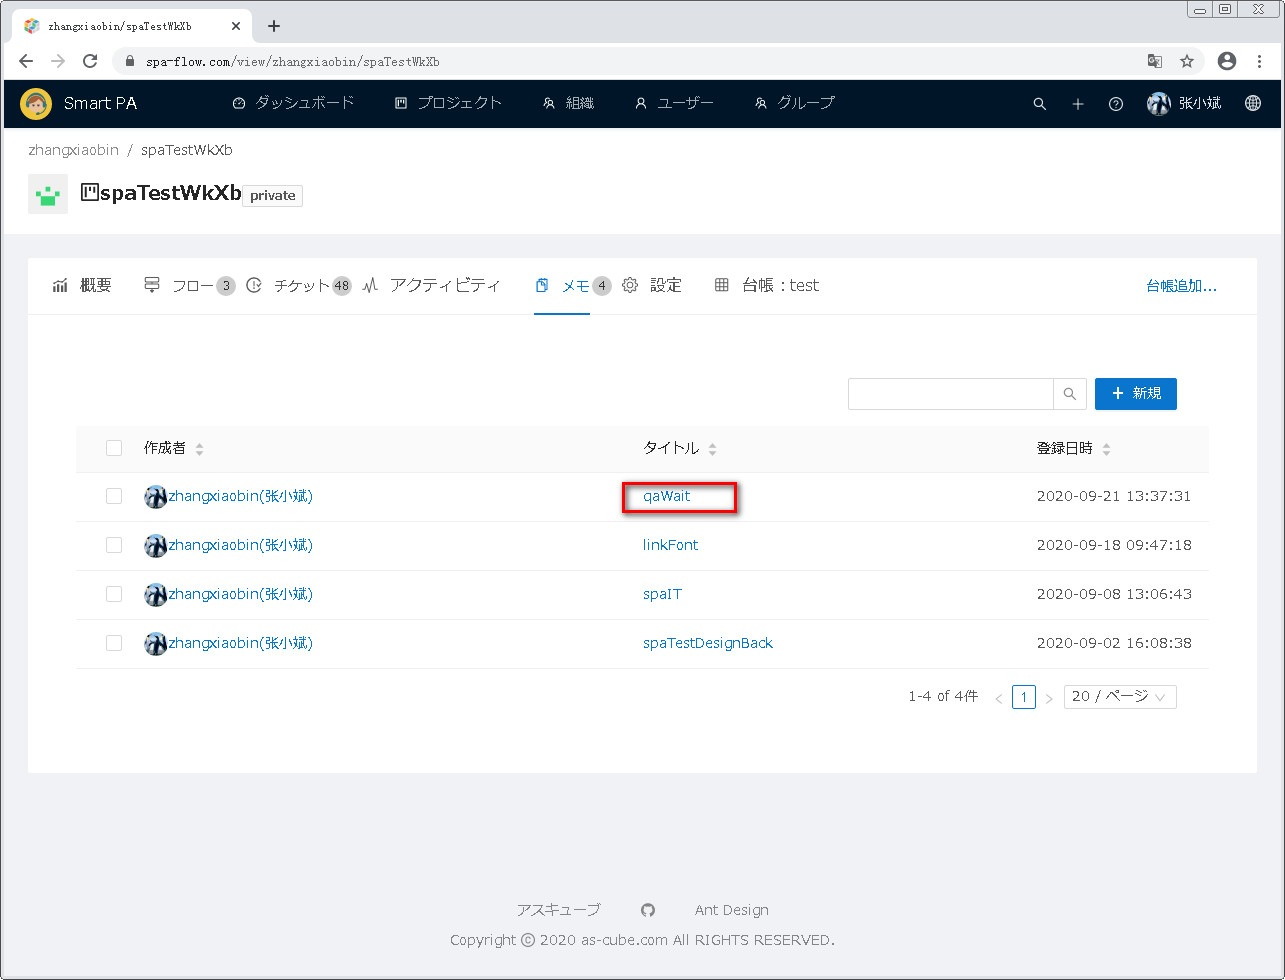 zhangxiaobin/spaTestWkXb
spa-flow.com/view/zhangxiaobin/spaTestWkXb
Smart PA ダッシュボード プロジェクト 組織 ユーザー グループ 张小斌
zhangxiaobin / spaTestWkXb
spaTestWkXb private
概要 フロー 3 チケット 48 アクティビティ メモ 4 設定 台帳：test 台帳追加...
+ 新規
作成者 タイトル 登録日時
zhangxiaobin(张小斌) qaWait 2020-09-21 13:37:31
zhangxiaobin(张小斌) linkFont 2020-09-18 09:47:18
zhangxiaobin(张小斌) spaIT 2020-09-08 13:06:43
zhangxiaobin(张小斌) spaTestDesignBack 2020-09-02 16:08:38
1-4 of 4件 < 1 > 20 / ページ
アスキューブ Ant Design
Copyright © 2020 as-cube.com All RIGHTS RESERVED.